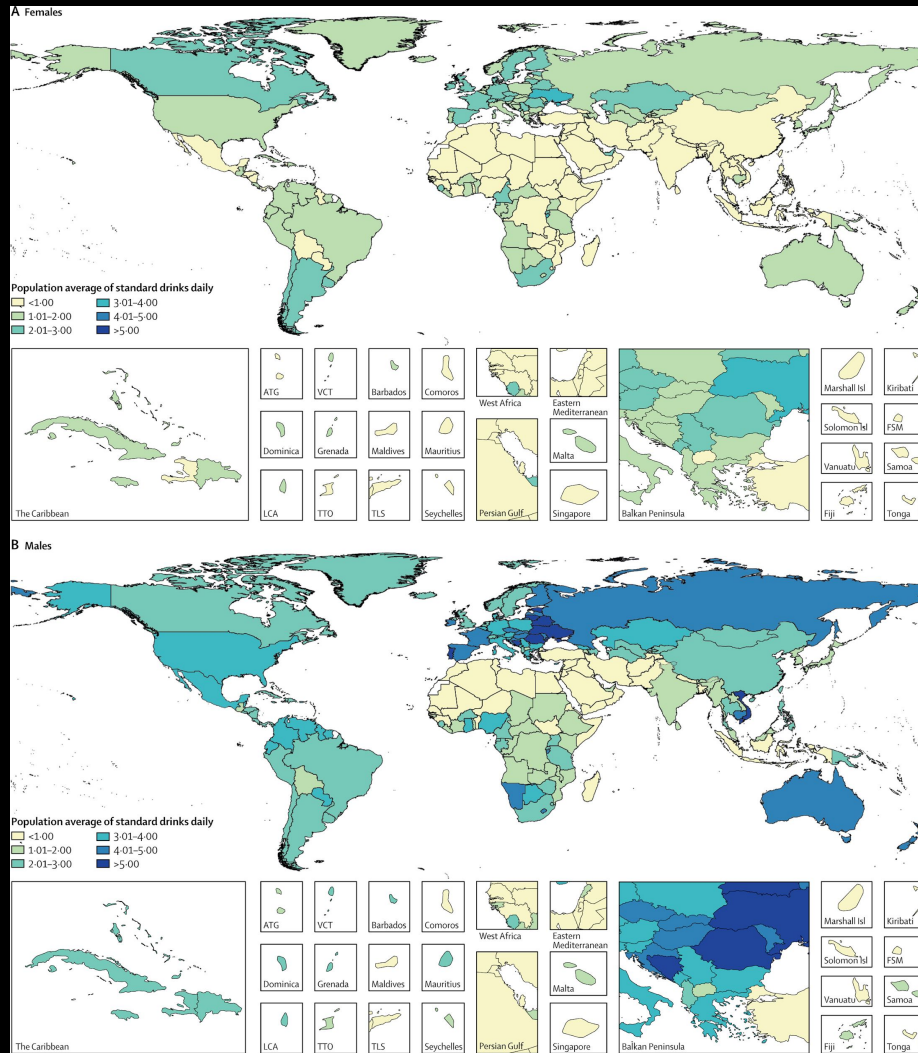 A Females
Population average of standard drinks daily
<1·00
1·01–2·00
2·01–3·00
3·01–4·00
4·01–5·00
>5·00
The Caribbean
ATG
VCT
Barbados
Comoros
Dominica
Grenada
Maldives
Mauritius
LCA
TTO
TLS
Seychelles
West Africa
Eastern
Mediterranean
Persian Gulf
Malta
Singapore
Balkan Peninsula
Marshall Isl
Kiribati
Solomon Isl
FSM
Vanuatu
Samoa
Fiji
Tonga
B Males
Population average of standard drinks daily
<1·00
1·01–2·00
2·01–3·00
3·01–4·00
4·01–5·00
>5·00
The Caribbean
ATG
VCT
Barbados
Comoros
Dominica
Grenada
Maldives
Mauritius
LCA
TTO
TLS
Seychelles
West Africa
Eastern
Mediterranean
Persian Gulf
Malta
Singapore
Balkan Peninsula
Marshall Isl
Kiribati
Solomon Isl
FSM
Vanuatu
Samoa
Fiji
Tonga